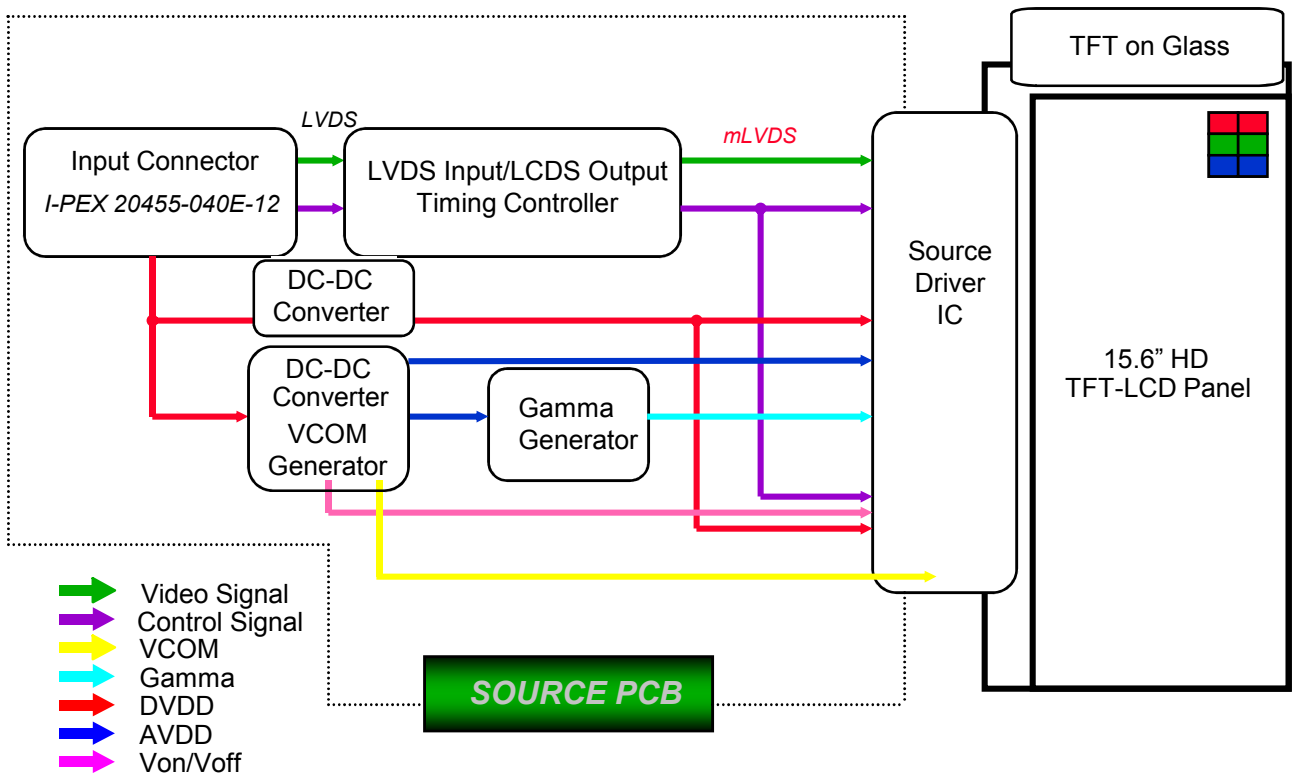 TFT on Glass
LVDS
mLVDS
Input Connector
I-PEX 20455-040E-12
LVDS Input/LCDS Output
Timing Controller
DC-DC
Converter
Source
Driver
IC
15.6” HD
TFT-LCD Panel
DC-DC
Converter
VCOM
Generator
Gamma
Generator
Video Signal
Control Signal
VCOM
Gamma
DVDD
AVDD
Von/Voff
SOURCE PCB